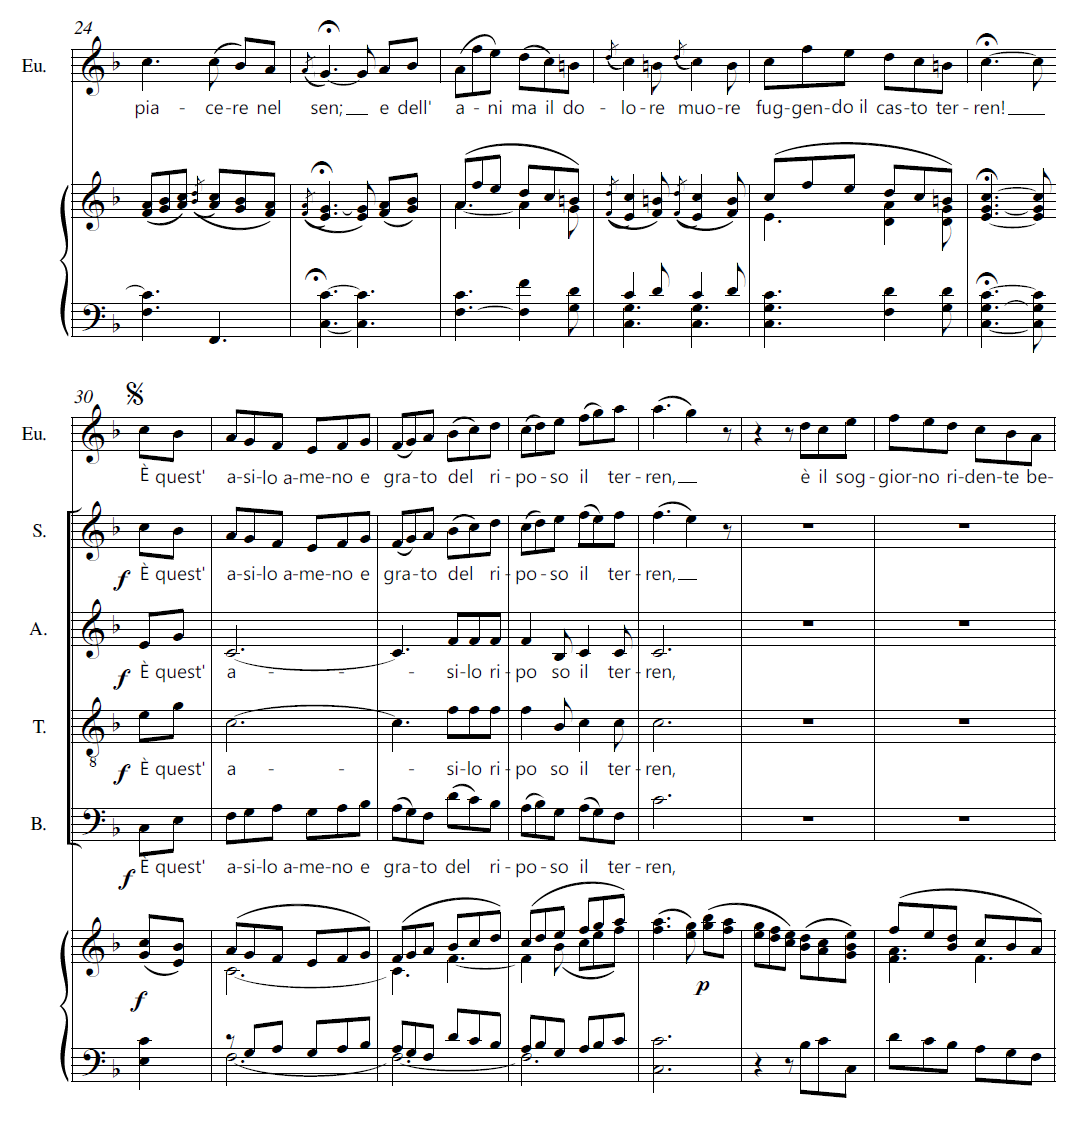 24
Eu.
pia - ce-re nel sen; e dell' a - ni ma il do - lo-re muo-re fug-gen-do il cas-to ter-ren!
30
Eu.
È quest' a-si-lo a-me-no e gra-to del ri-po-so il ter-ren, è il sog-gior-no ri-den-te be-
S.
f È quest' a-si-lo a-me-no e gra-to del ri-po-so il ter-ren,
A.
f È quest' a - - - si-lo ri-po so il ter-ren,
T.
8
f È quest' a - - - si-lo ri-po so il ter-ren,
B.
f È quest' a-si-lo a-me-no e gra-to del ri-po-so il ter-ren,
f p